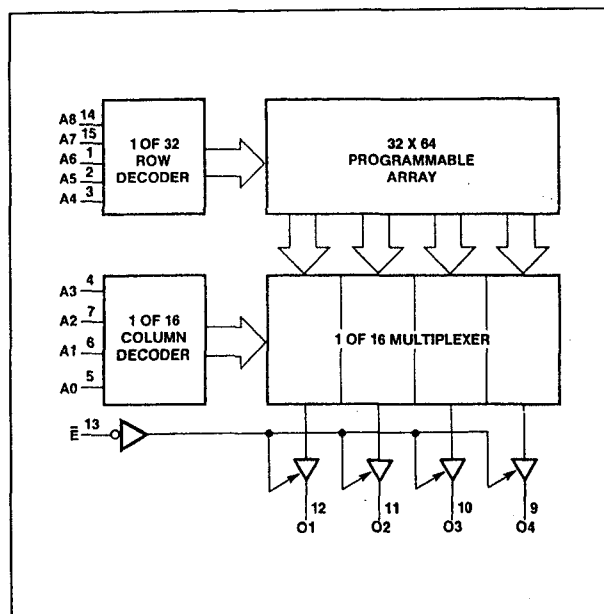 A8 14
A7 15
A6 1
A5 2
A4 3
1 OF 32
ROW
DECODER
32 X 64
PROGRAMMABLE
ARRAY
A3 4
A2 7
A1 6
A0 5
1 OF 16
COLUMN
DECODER
1 OF 16 MULTIPLEXER
E̅ 13
12
11
10
9
O1
O2
O3
O4